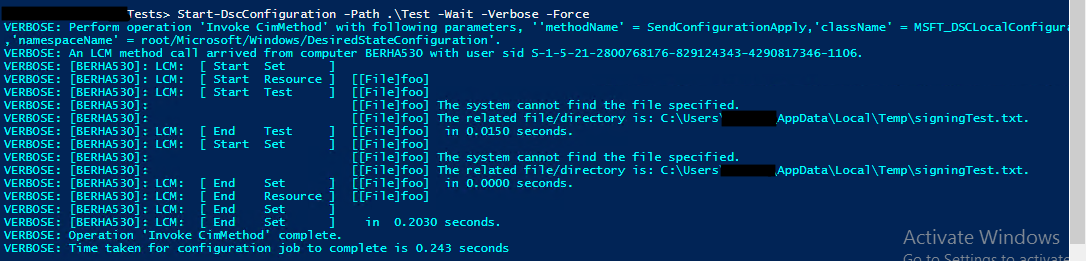 Tests> Start-DscConfiguration -Path .\Test -Wait -Verbose -Force
VERBOSE: Perform operation 'Invoke CimMethod' with following parameters, ''methodName' = SendConfigurationApply,'className' = MSFT_DSCLocalConfigura
,'namespaceName' = root/Microsoft/Windows/DesiredStateConfiguration'.
VERBOSE: An LCM method call arrived from computer BERHA530 with user sid S-1-5-21-2800768176-829124343-4290817346-1106.
VERBOSE: [BERHA530]: LCM:  [ Start  Set      ]
VERBOSE: [BERHA530]: LCM:  [ Start  Resource ]  [[File]foo]
VERBOSE: [BERHA530]: LCM:  [ Start  Test     ]  [[File]foo]
VERBOSE: [BERHA530]:                            [[File]foo] The system cannot find the file specified.
VERBOSE: [BERHA530]:                            [[File]foo] The related file/directory is: C:\Users\ AppData\Local\Temp\signingTest.txt.
VERBOSE: [BERHA530]: LCM:  [ End    Test     ]  [[File]foo]  in 0.0150 seconds.
VERBOSE: [BERHA530]: LCM:  [ Start  Set      ]  [[File]foo]
VERBOSE: [BERHA530]:                            [[File]foo] The system cannot find the file specified.
VERBOSE: [BERHA530]:                            [[File]foo] The related file/directory is: C:\Users\ AppData\Local\Temp\signingTest.txt.
VERBOSE: [BERHA530]: LCM:  [ End    Set      ]  [[File]foo]  in 0.0000 seconds.
VERBOSE: [BERHA530]: LCM:  [ End    Resource ]  [[File]foo]
VERBOSE: [BERHA530]: LCM:  [ End    Set      ]
VERBOSE: [BERHA530]: LCM:  [ End    Set      ]    in  0.2030 seconds.
VERBOSE: Operation 'Invoke CimMethod' complete.
VERBOSE: Time taken for configuration job to complete is 0.243 seconds
Activate Windows
Go to Settings to activate